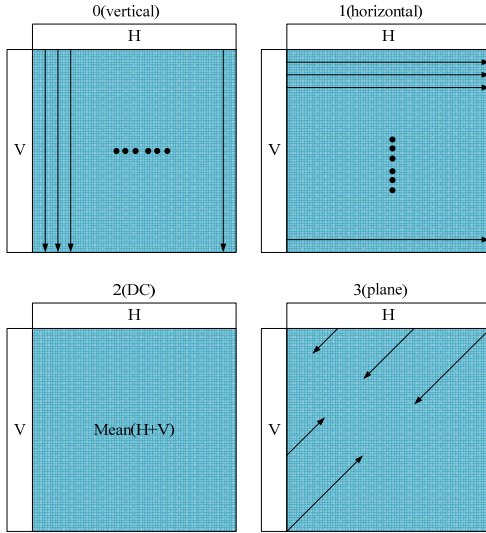 0(vertical)
H
V
1(horizontal)
H
V
2(DC)
H
V
Mean(H+V)
3(plane)
H
V